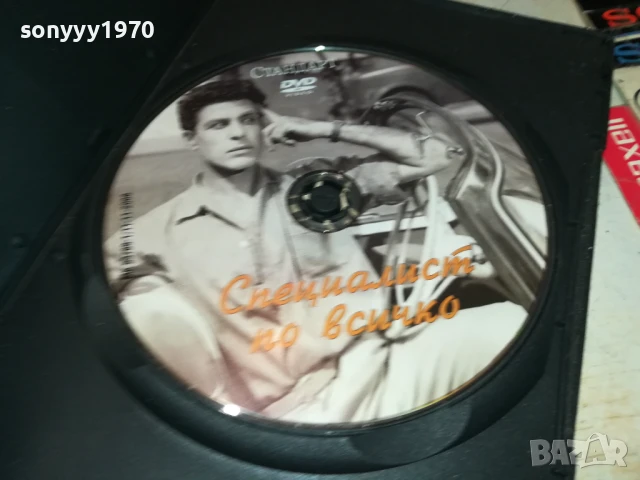 sonyyy1970
СТАНДАРТ
DVD
Специалист
по всичко
BAZAR